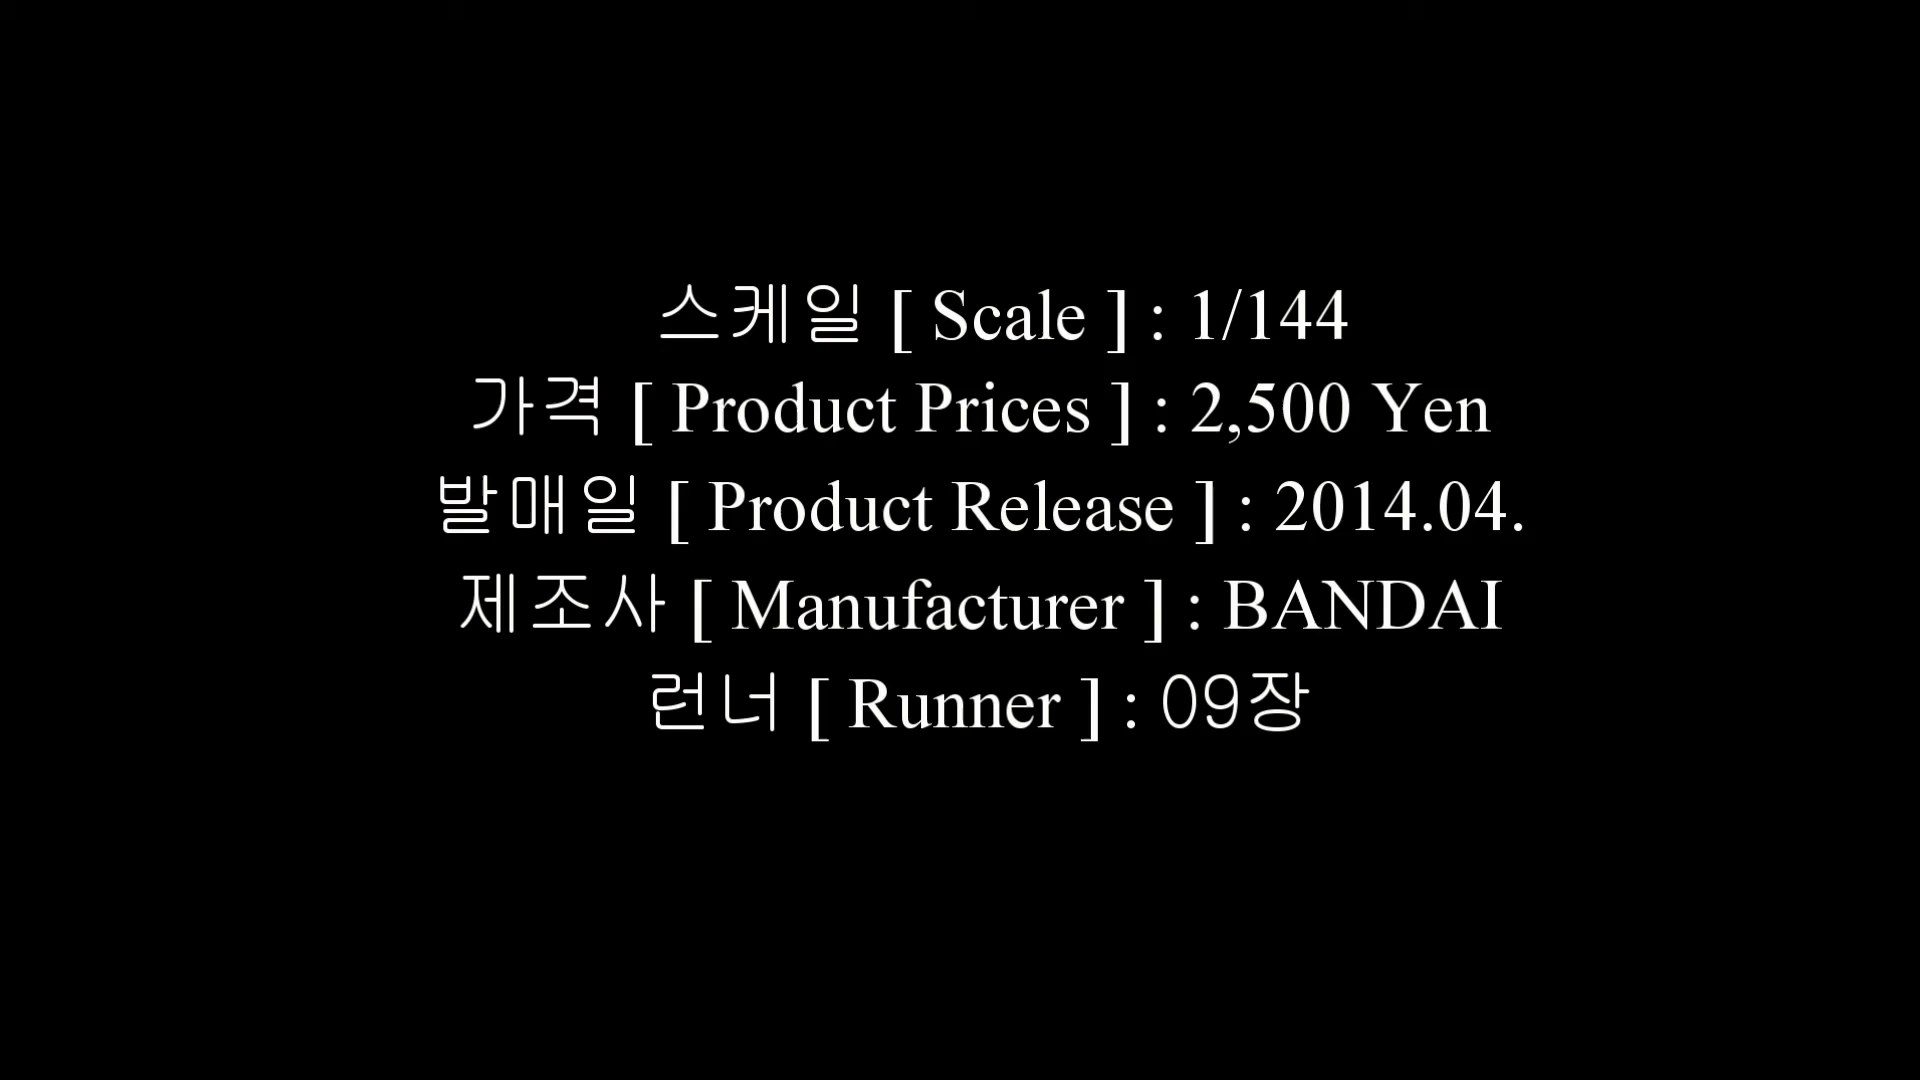 스케일 [ Scale ] : 1/144
가격 [ Product Prices ] : 2,500 Yen
발매일 [ Product Release ] : 2014.04.
제조사 [ Manufacturer ] : BANDAI
런너 [ Runner ] : 09장